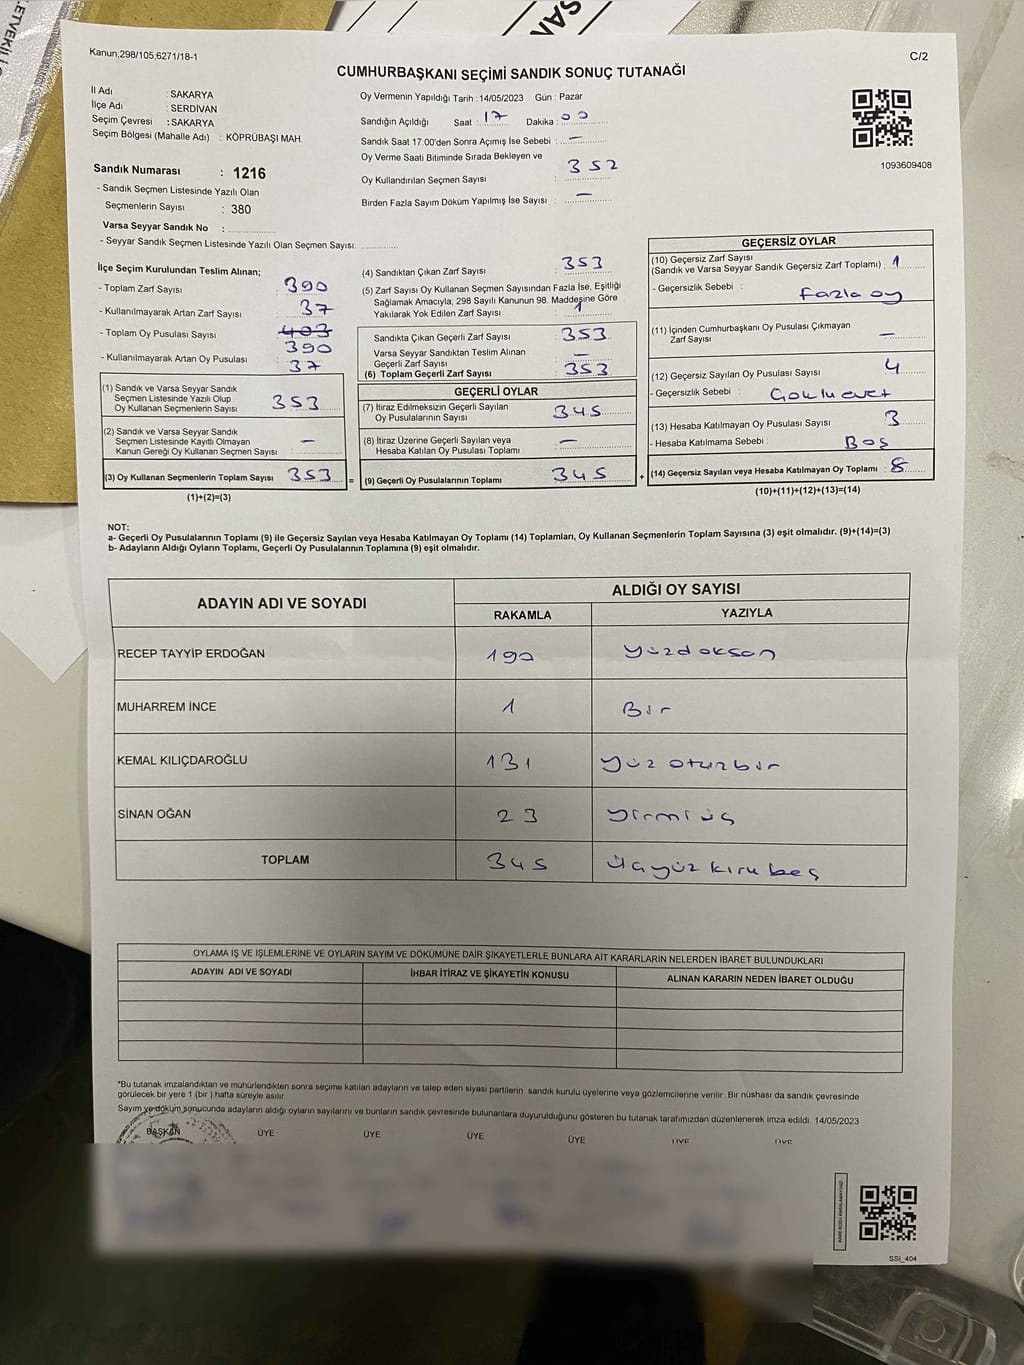 Kanun;298/105,6271/18-1
C/2
CUMHURBAŞKANI SEÇİMİ SANDIK SONUÇ TUTANAĞI
İl Adı : SAKARYA
İlçe Adı : SERDİVAN
Seçim Çevresi : SAKARYA
Seçim Bölgesi (Mahalle Adı) : KÖPRÜBAŞI MAH.
Oy Vermenin Yapıldığı Tarih : 14/05/2023 Gün : Pazar
Sandığın Açıldığı Saat : 17 Dakika : 00
Sandık Saat 17.00'den Sonra Açımış İse Sebebi : —
Oy Verme Saati Bitiminde Sırada Bekleyen ve
Oy Kullandırılan Seçmen Sayısı : 352
Birden Fazla Sayım Döküm Yapılmış İse Sayısı : —
1093609408
Sandık Numarası : 1216
- Sandık Seçmen Listesinde Yazılı Olan
Seçmenlerin Sayısı : 380
Varsa Seyyar Sandık No :
- Seyyar Sandık Seçmen Listesinde Yazılı Olan Seçmen Sayısı:
İlçe Seçim Kurulundan Teslim Alınan;
- Toplam Zarf Sayısı : 390
- Kullanılmayarak Artan Zarf Sayısı : 37
- Toplam Oy Pusulası Sayısı : 403
390
- Kullanılmayarak Artan Oy Pusulası : 37
(1) Sandık ve Varsa Seyyar Sandık
Seçmen Listesinde Yazılı Olup
Oy Kullanan Seçmenlerin Sayısı 353
(2) Sandık ve Varsa Seyyar Sandık
Seçmen Listesinde Kayıtlı Olmayan
Kanun Gereği Oy Kullanan Seçmen Sayısı : —
(3) Oy Kullanan Seçmenlerin Toplam Sayısı 353 =
(1)+(2)=(3)
(4) Sandıktan Çıkan Zarf Sayısı : 353
(5) Zarf Sayısı Oy Kullanan Seçmen Sayısından Fazla İse, Eşitliği
Sağlamak Amacıyla, 298 Sayılı Kanunun 98. Maddesine Göre
Yakılarak Yok Edilen Zarf Sayısı : 1
Sandıkta Çıkan Geçerli Zarf Sayısı : 353
Varsa Seyyar Sandıktan Teslim Alınan
Geçerli Zarf Sayısı : —
(6) Toplam Geçerli Zarf Sayısı : 353
GEÇERLİ OYLAR
(7) İtiraz Edilmeksizin Geçerli Sayılan
Oy Pusulalarının Sayısı : 345
(8) İtiraz Üzerine Geçerli Sayılan veya
Hesaba Katılan Oy Pusulası Toplamı : —
(9) Geçerli Oy Pusulalarının Toplamı : 345 +
GEÇERSİZ OYLAR
(10) Geçersiz Zarf Sayısı
(Sandık ve Varsa Seyyar Sandık Geçersiz Zarf Toplamı) : 1
- Geçersizlik Sebebi : Fazla oy
(11) İçinden Cumhurbaşkanı Oy Pusulası Çıkmayan
Zarf Sayısı : —
(12) Geçersiz Sayılan Oy Pusulası Sayısı : 4
- Geçersizlik Sebebi :
(13) Hesaba Katılmayan Oy Pusulası Sayısı : 3
- Hesaba Katılmama Sebebi : Boş
(14) Geçersiz Sayılan veya Hesaba Katılmayan Oy Toplamı : 8
(10)+(11)+(12)+(13)=(14)
NOT:
a- Geçerli Oy Pusulalarının Toplamı (9) ile Geçersiz Sayılan veya Hesaba Katılmayan Oy Toplamı (14) Toplamları, Oy Kullanan Seçmenlerin Toplam Sayısına (3) eşit olmalıdır. (9)+(14)=(3)
b- Adayların Aldığı Oyların Toplamı, Geçerli Oy Pusulalarının Toplamına (9) eşit olmalıdır.
ADAYIN ADI VE SOYADI
ALDIĞI OY SAYISI
RAKAMLA YAZIYLA
RECEP TAYYİP ERDOĞAN 190 Yüzdoksan
MUHARREM İNCE 1 Bir
KEMAL KILIÇDAROĞLU 131 Yüz otuzbir
SİNAN OĞAN 23 Yirmi üç
TOPLAM 345 Üçyüz kırk beş
OYLAMA İŞ VE İŞLEMLERİNE VE OYLARIN SAYIM VE DÖKÜMÜNE DAİR ŞİKAYETLERLE BUNLARA AİT KARARLARIN NELERDEN İBARET BULUNDUKLARI
ADAYIN ADI VE SOYADI İHBAR İTİRAZ VE ŞİKAYETİN KONUSU ALINAN KARARIN NEDEN İBARET OLDUĞU
*Bu tutanak imzalandıktan ve mühürlendikten sonra seçime katılan adayların ve talep eden siyasi partilerin sandık kurulu üyelerine veya gözlemcilerine verilir. Bir nüshası da sandık çevresinde
görülecek bir yere 1 (bir ) hafta süreyle asılır.
Sayım ve döküm sonucunda adayların aldığı oyların sayılarını ve bunların sandık çevresinde bulunanlara duyurulduğunu gösteren bu tutanak tarafımızdan düzenlenerek imza edildi. 14/05/2023
BAŞKAN ÜYE ÜYE ÜYE ÜYE ÜYE ÜYE
SSI_404